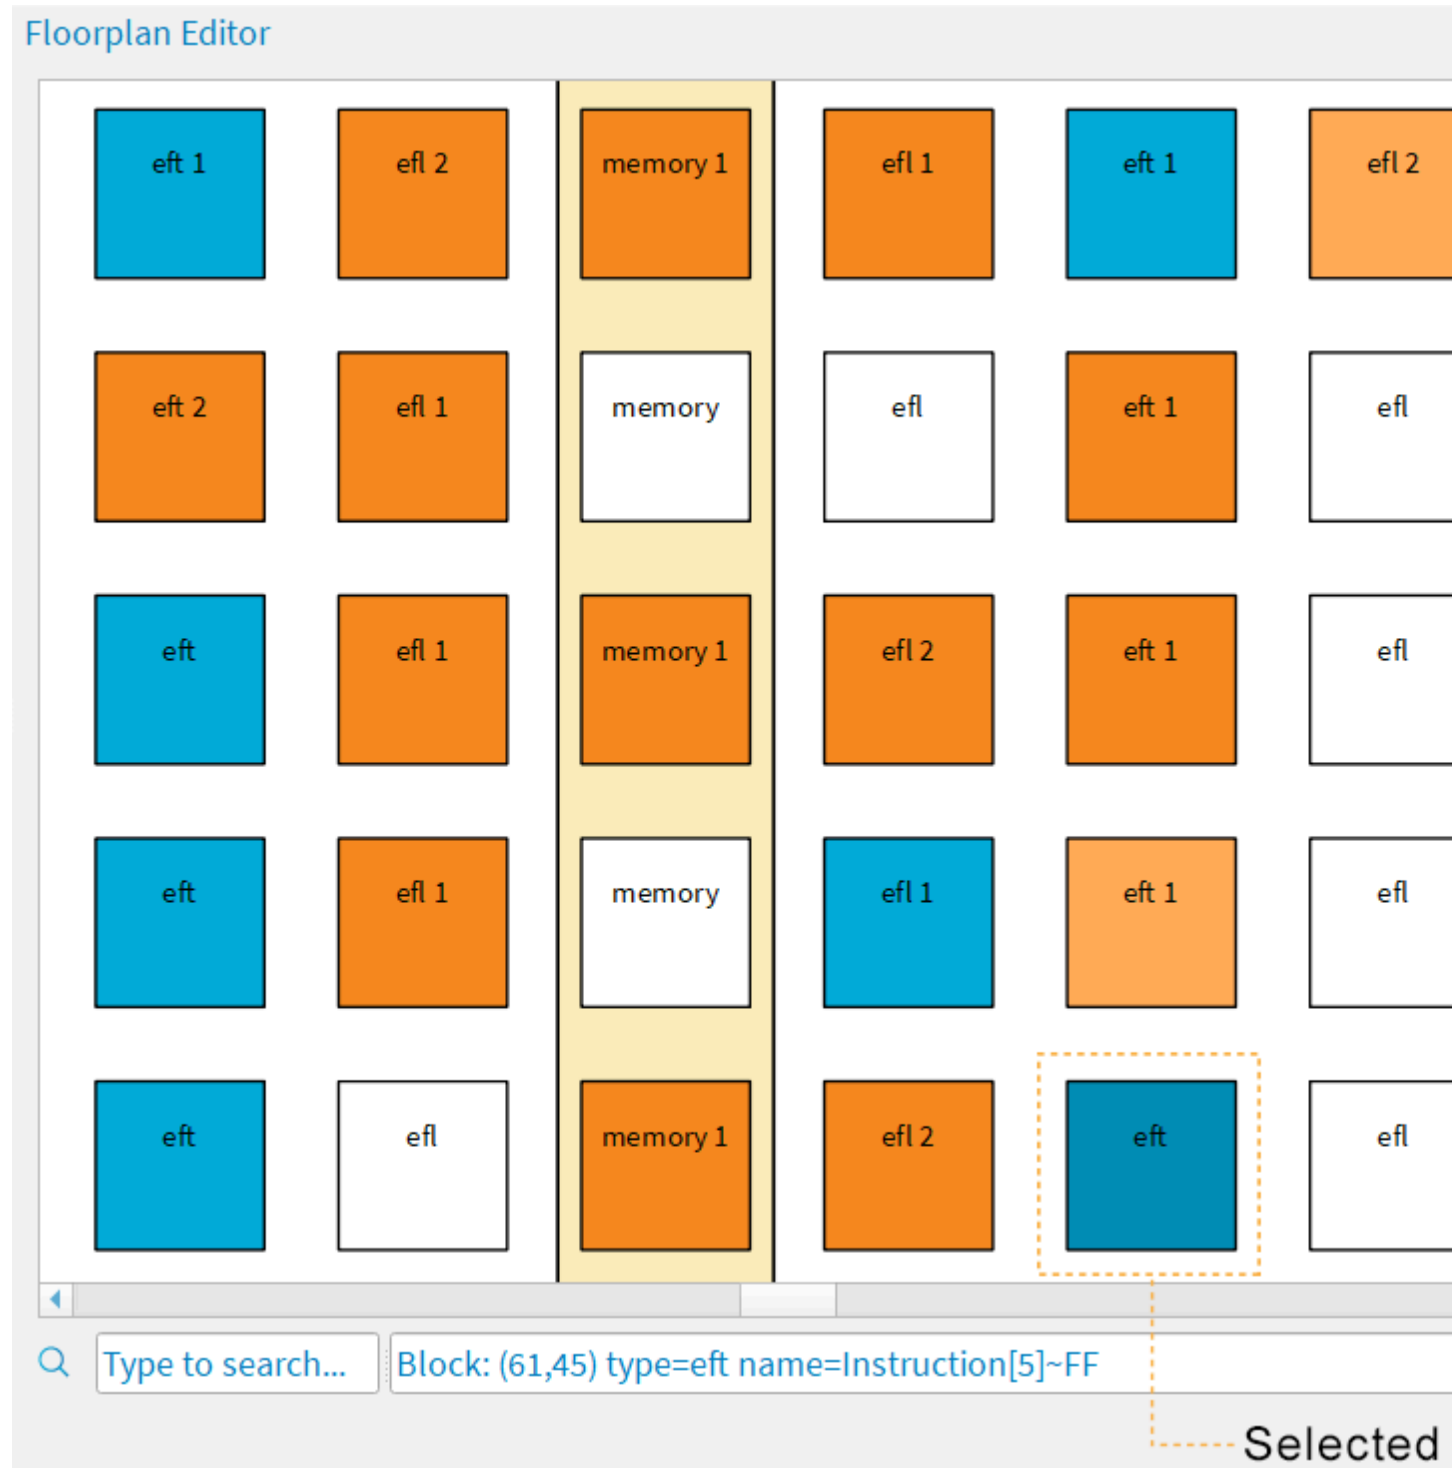 Floorplan Editor
eft 1 efl 2 memory 1 efl 1 eft 1 efl 2
eft 2 efl 1 memory efl eft 1 efl
eft efl 1 memory 1 efl 2 eft 1 efl
eft efl 1 memory efl 1 eft 1 efl
eft efl memory 1 efl 2 eft efl
Type to search... Block: (61,45) type=eft name=Instruction[5]~FF
Selected